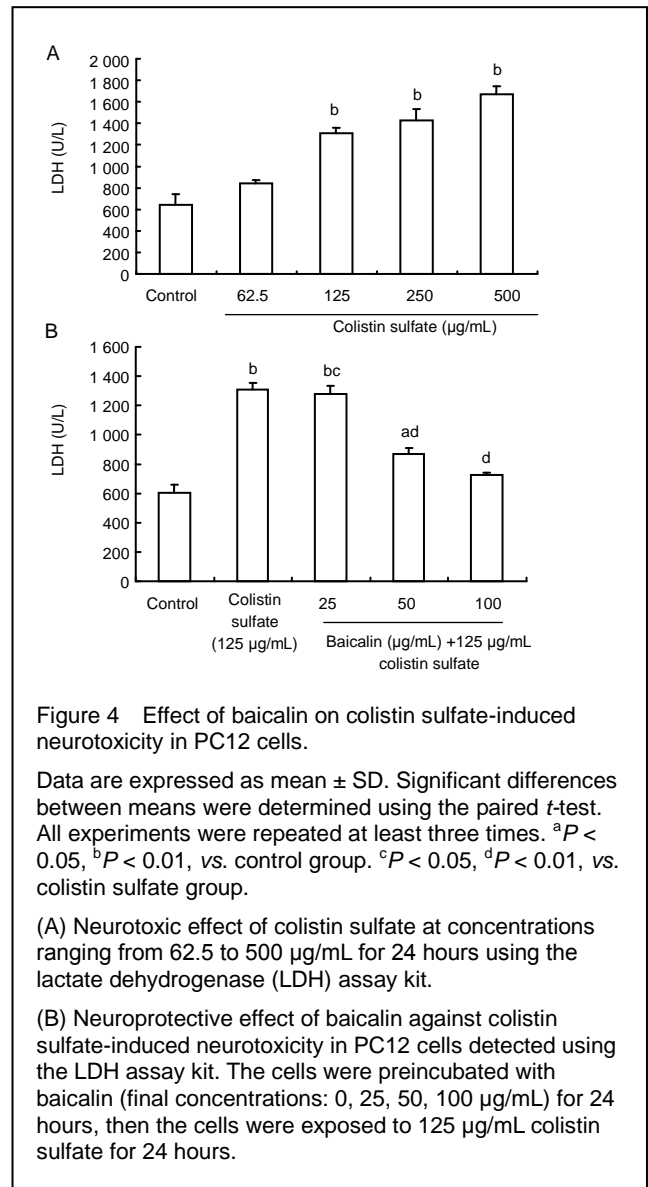 A
2 000
1 800
1 600
1 400
1 200
1 000
800
600
400
200
0
LDH (U/L)
b
b
b
Control
62.5
125
250
500
Colistin sulfate (µg/mL)
B
1 600
1 400
1 200
1 000
800
600
400
200
0
LDH (U/L)
b
bc
ad
d
Control
Colistin
sulfate
(125 µg/mL)
25
50
100
Baicalin (µg/mL) +125 µg/mL
colistin sulfate
Figure 4 Effect of baicalin on colistin sulfate-induced
neurotoxicity in PC12 cells.
Data are expressed as mean ± SD. Significant differences
between means were determined using the paired t-test.
All experiments were repeated at least three times. aP <
0.05, bP < 0.01, vs. control group. cP < 0.05, dP < 0.01, vs.
colistin sulfate group.
(A) Neurotoxic effect of colistin sulfate at concentrations
ranging from 62.5 to 500 µg/mL for 24 hours using the
lactate dehydrogenase (LDH) assay kit.
(B) Neuroprotective effect of baicalin against colistin
sulfate-induced neurotoxicity in PC12 cells detected using
the LDH assay kit. The cells were preincubated with
baicalin (final concentrations: 0, 25, 50, 100 µg/mL) for 24
hours, then the cells were exposed to 125 µg/mL colistin
sulfate for 24 hours.